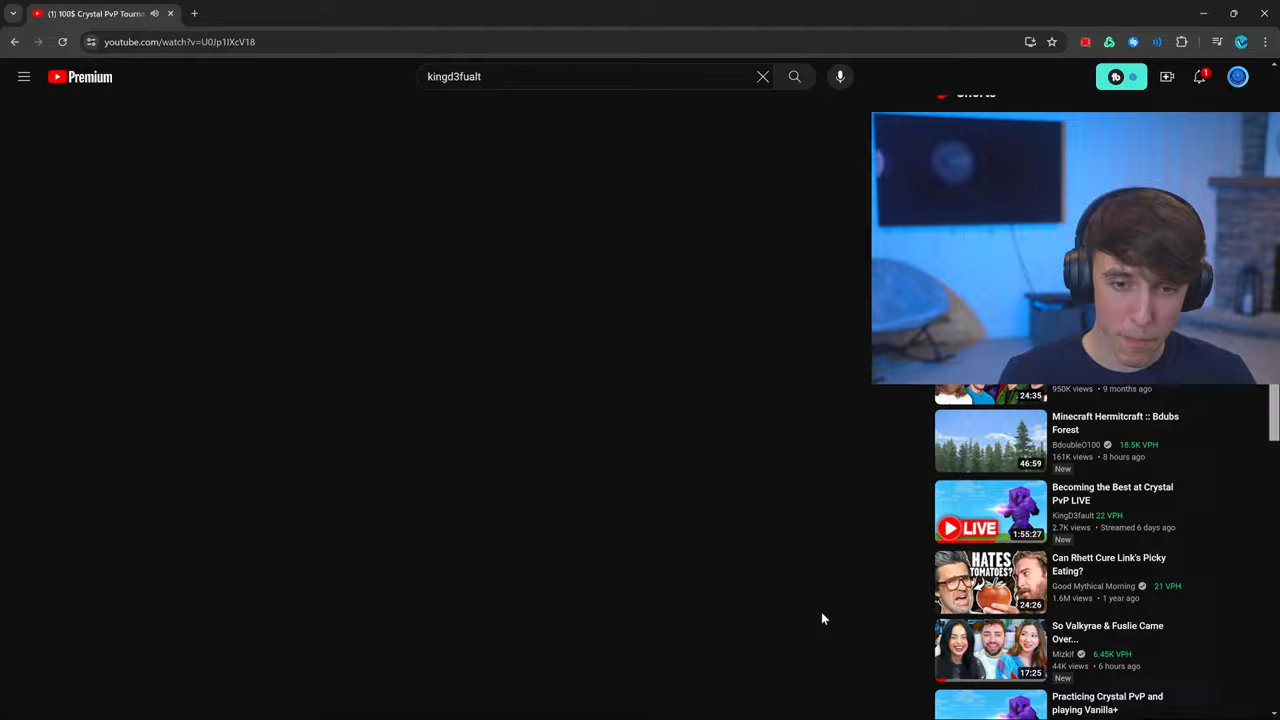 (1) 100$ Crystal PvP Tourna
youtube.com/watch?v=U0Jp1lXcV18
Premium
kingd3fualt
1
Shorts
24:35
950K views • 9 months ago
46:59
Minecraft Hermitcraft :: Bdubs
Forest
BdoubleO100 18.5K VPH
161K views • 8 hours ago
New
LIVE
1:55:27
Becoming the Best at Crystal
PvP LIVE
KingD3fault 22 VPH
2.7K views • Streamed 6 days ago
New
HATES
TOMATOES?
24:26
Can Rhett Cure Link's Picky
Eating?
Good Mythical Morning 21 VPH
1.6M views • 1 year ago
17:25
So Valkyrae & Fuslie Came
Over...
Mizkif 6.45K VPH
44K views • 6 hours ago
New
Practicing Crystal PvP and
playing Vanilla+